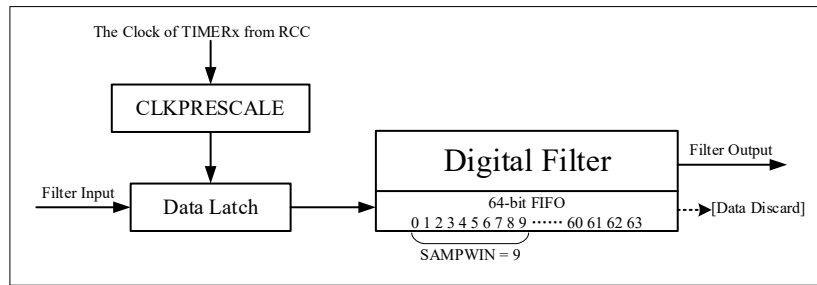 The Clock of TIMERx from RCC
CLKPRESCALE
Digital Filter
Filter Output
Filter Input
Data Latch
64-bit FIFO
0 1 2 3 4 5 6 7 8 9 ······ 60 61 62 63
[Data Discard]
SAMPWIN = 9